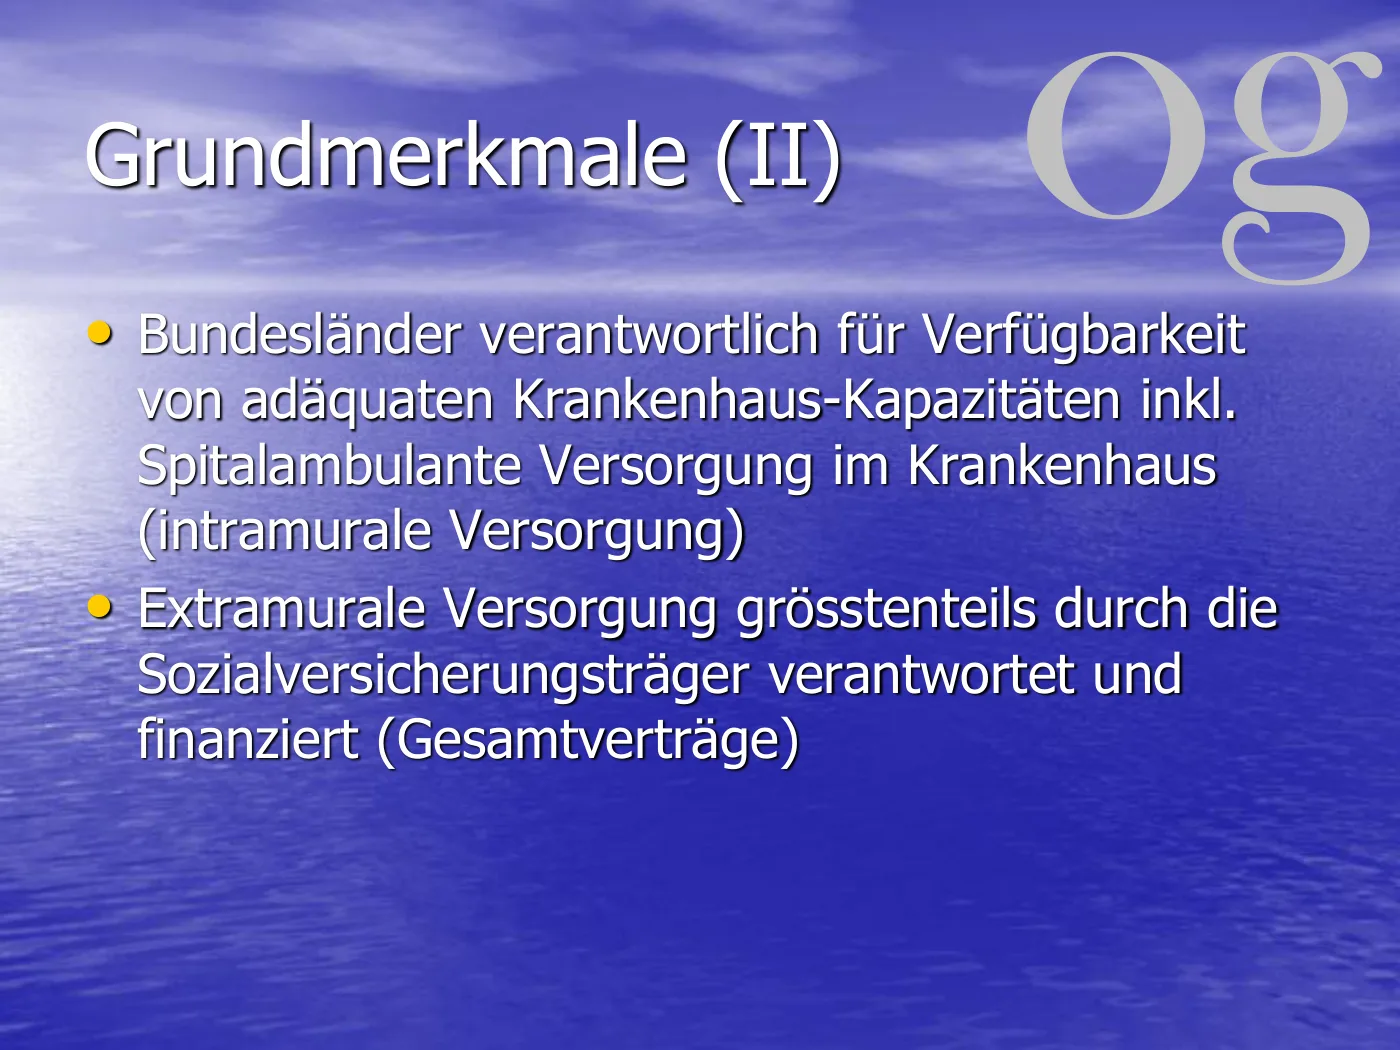 og
Grundmerkmale (II)
• Bundesländer verantwortlich für Verfügbarkeit
von adäquaten Krankenhaus-Kapazitäten inkl.
Spitalambulante Versorgung im Krankenhaus
(intramurale Versorgung)
• Extramurale Versorgung grösstenteils durch die
Sozialversicherungsträger verantwortet und
finanziert (Gesamtverträge)